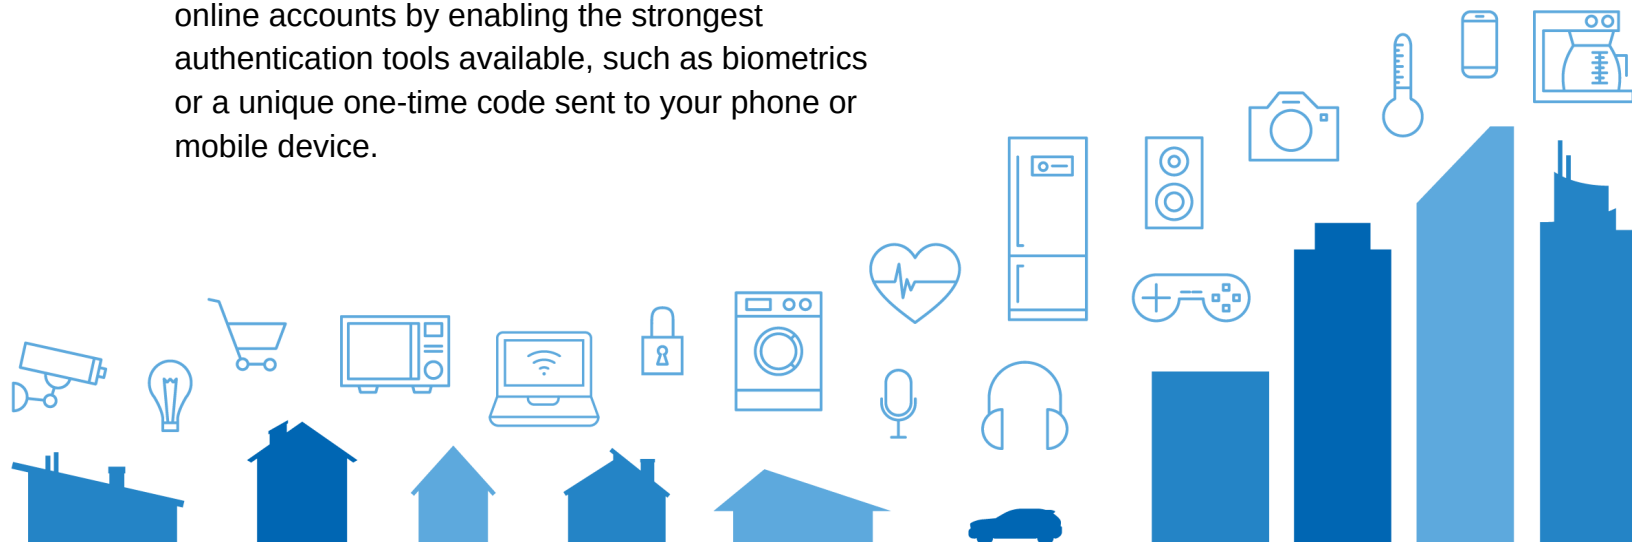 online accounts by enabling the strongest
authentication tools available, such as biometrics
or a unique one-time code sent to your phone or
mobile device.